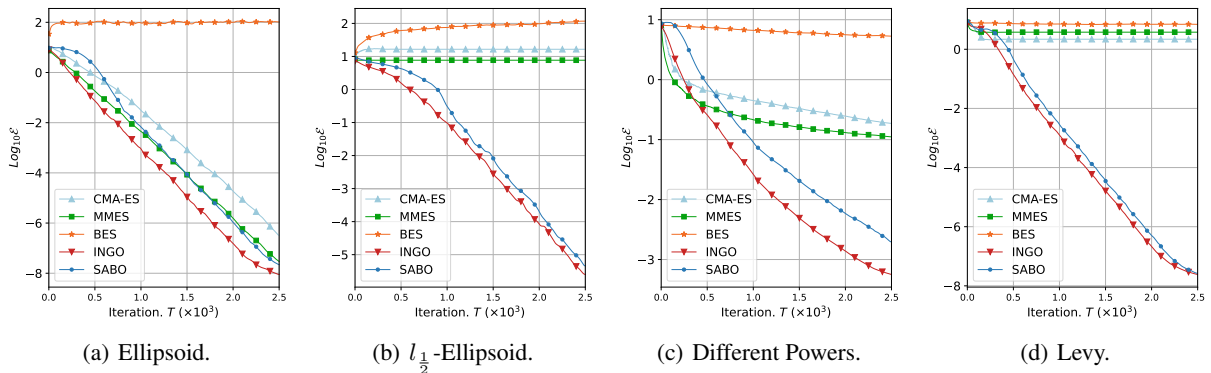 2
0
−2
−4
−6
−8
Log₁₀ℰ
0.0 0.5 1.0 1.5 2.0 2.5
Iteration. T (×10³)
CMA-ES
MMES
BES
INGO
SABO
(a) Ellipsoid.
2
1
0
−1
−2
−3
−4
−5
Log₁₀ℰ
0.0 0.5 1.0 1.5 2.0 2.5
Iteration. T (×10³)
CMA-ES
MMES
BES
INGO
SABO
(b) l_{1/2}-Ellipsoid.
1
0
−1
−2
−3
Log₁₀ℰ
0.0 0.5 1.0 1.5 2.0 2.5
Iteration. T (×10³)
CMA-ES
MMES
BES
INGO
SABO
(c) Different Powers.
0
−2
−4
−6
−8
Log₁₀ℰ
0.0 0.5 1.0 1.5 2.0 2.5
Iteration. T (×10³)
CMA-ES
MMES
BES
INGO
SABO
(d) Levy.